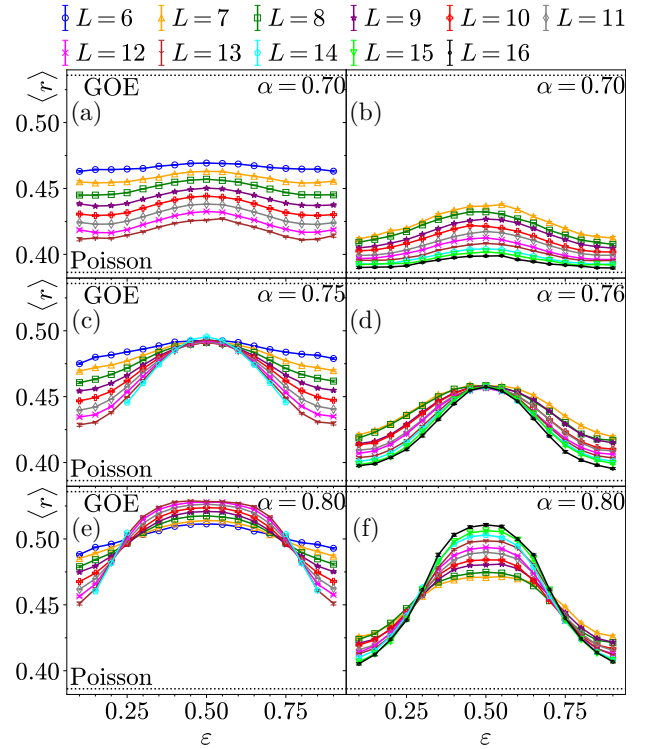 L = 6 L = 7 L = 8 L = 9 L = 10 L = 11
L = 12 L = 13 L = 14 L = 15 L = 16
⟨r⟩ GOE α = 0.70 α = 0.70
(a) (b)
0.50
0.45
0.40
Poisson
⟨r⟩ GOE α = 0.75 α = 0.76
(c) (d)
0.50
0.45
0.40
Poisson
⟨r⟩ GOE α = 0.80 α = 0.80
(e) (f)
0.50
0.45
0.40
Poisson
0.25 0.50 0.75 0.25 0.50 0.75
ε ε